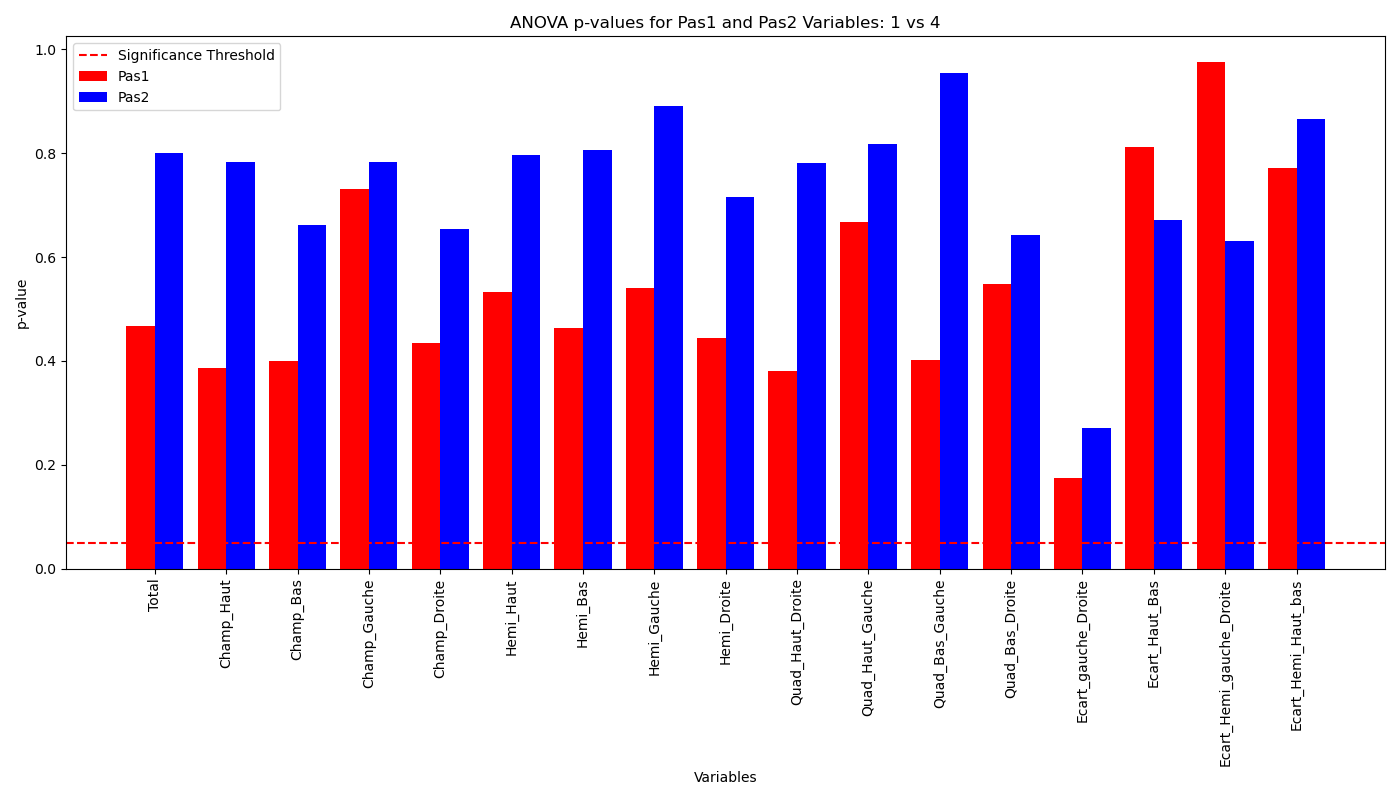 ANOVA p-values for Pas1 and Pas2 Variables: 1 vs 4
Significance Threshold
Pas1
Pas2
p-value
1.0
0.8
0.6
0.4
0.2
0.0
Total
Champ_Haut
Champ_Bas
Champ_Gauche
Champ_Droite
Hemi_Haut
Hemi_Bas
Hemi_Gauche
Hemi_Droite
Quad_Haut_Droite
Quad_Haut_Gauche
Quad_Bas_Gauche
Quad_Bas_Droite
Ecart_gauche_Droite
Ecart_Haut_Bas
Ecart_Hemi_gauche_Droite
Ecart_Hemi_Haut_bas
Variables